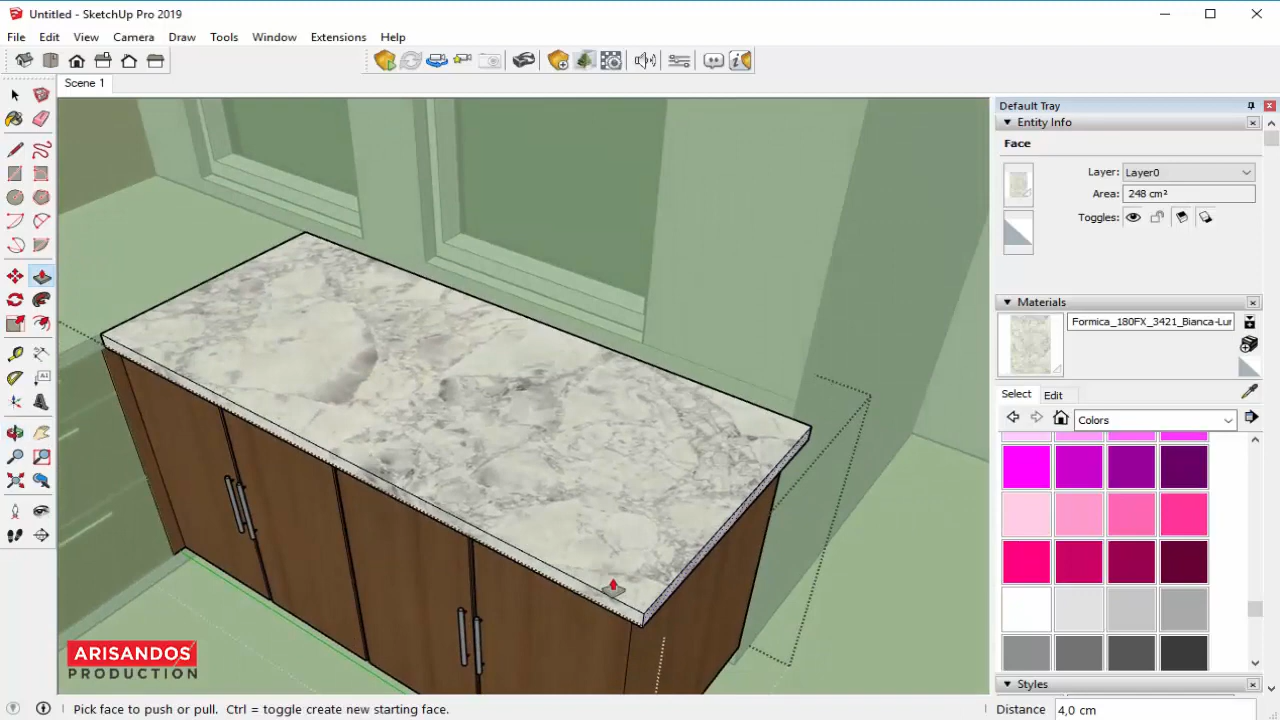 Untitled - SketchUp Pro 2019
File Edit View Camera Draw Tools Window Extensions Help
Scene 1
Default Tray
Entity Info
Face
Layer: Layer0
Area: 248 cm²
Toggles:
Materials
Formica_180FX_3421_Bianca-Lur
Select Edit
Colors
Styles
ARISANDOS
PRODUCTION
Pick face to push or pull. Ctrl = toggle create new starting face.
Distance 4,0 cm